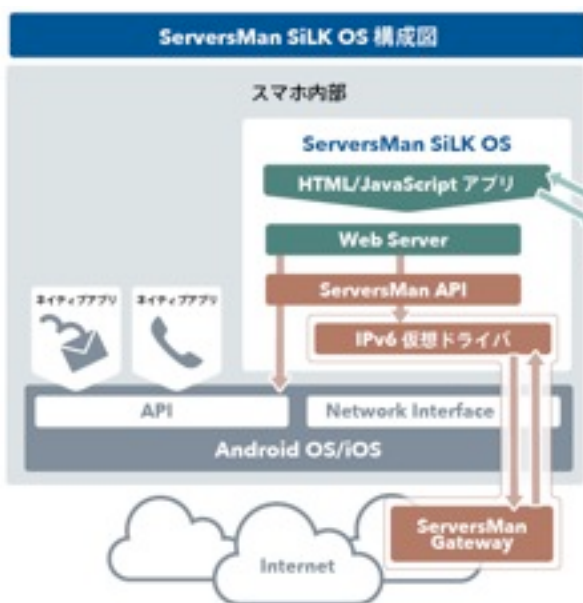 ServersMan SiLK OS 構成図
スマホ内部
ServersMan SiLK OS
HTML/JavaScript アプリ
Web Server
ServersMan API
IPv6 仮想ドライバ
ネイティブアプリ
ネイティブアプリ
API
Network Interface
Android OS/iOS
Internet
ServersMan
Gateway